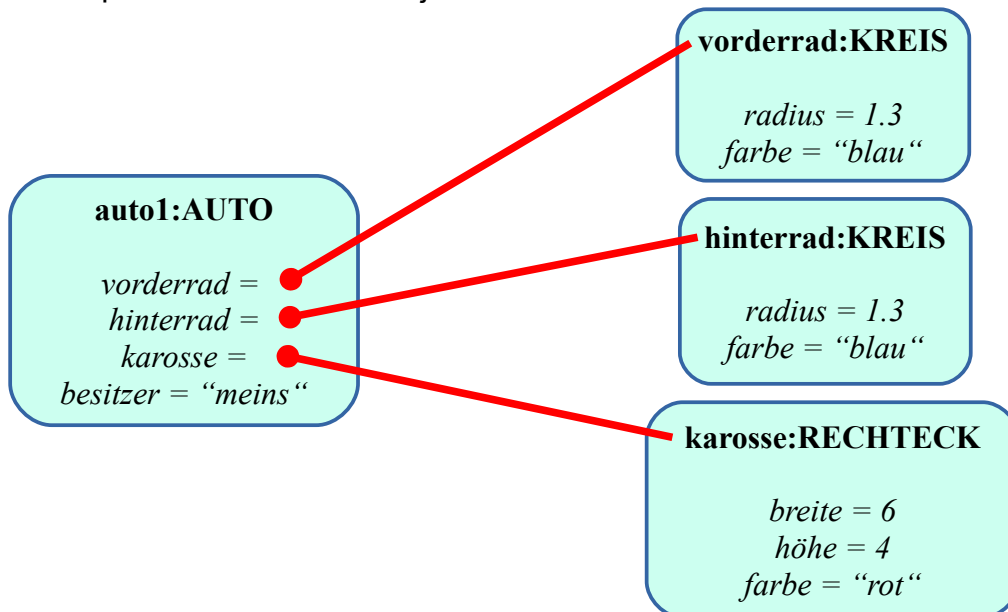 auto1:AUTO
vorderrad =
hinterrad =
karosse =
besitzer = “meins“
vorderrad:KREIS
radius = 1.3
farbe = “blau“
hinterrad:KREIS
radius = 1.3
farbe = “blau“
karosse:RECHTECK
breite = 6
höhe = 4
farbe = “rot“